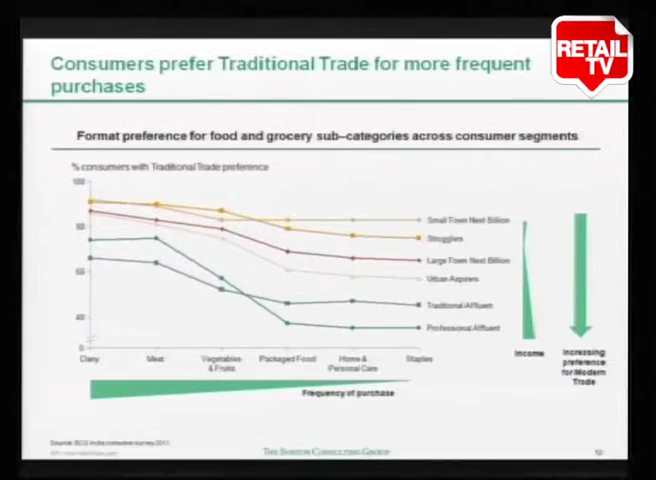 RETAIL
TV
Consumers prefer Traditional Trade for more frequent
purchases
Format preference for food and grocery sub–categories across consumer segments
% consumers with Traditional Trade preference
100
80
60
40
0
Small Town Next Billion
Strugglers
Large Town Next Billion
Urban Aspirers
Traditional Affluent
Professional Affluent
Diary
Meat
Vegetables
& Fruits
Packaged Food
Home &
Personal Care
Staples
Income
Increasing
preference
for Modern
Trade
Frequency of purchase
Source: BCG India consumer survey 2011
THE BOSTON CONSULTING GROUP
10